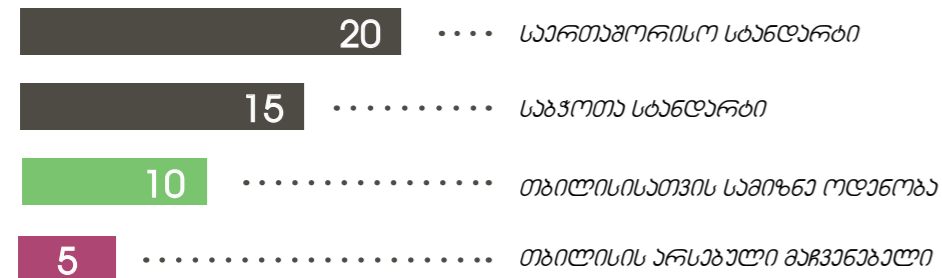 20 საერთაშორისო სტანდარტი
15 საბჭოთა სტანდარტი
10 თბილისისათვის სამიზნე ოდენობა
5 თბილისის არსებული მაჩვენებელი